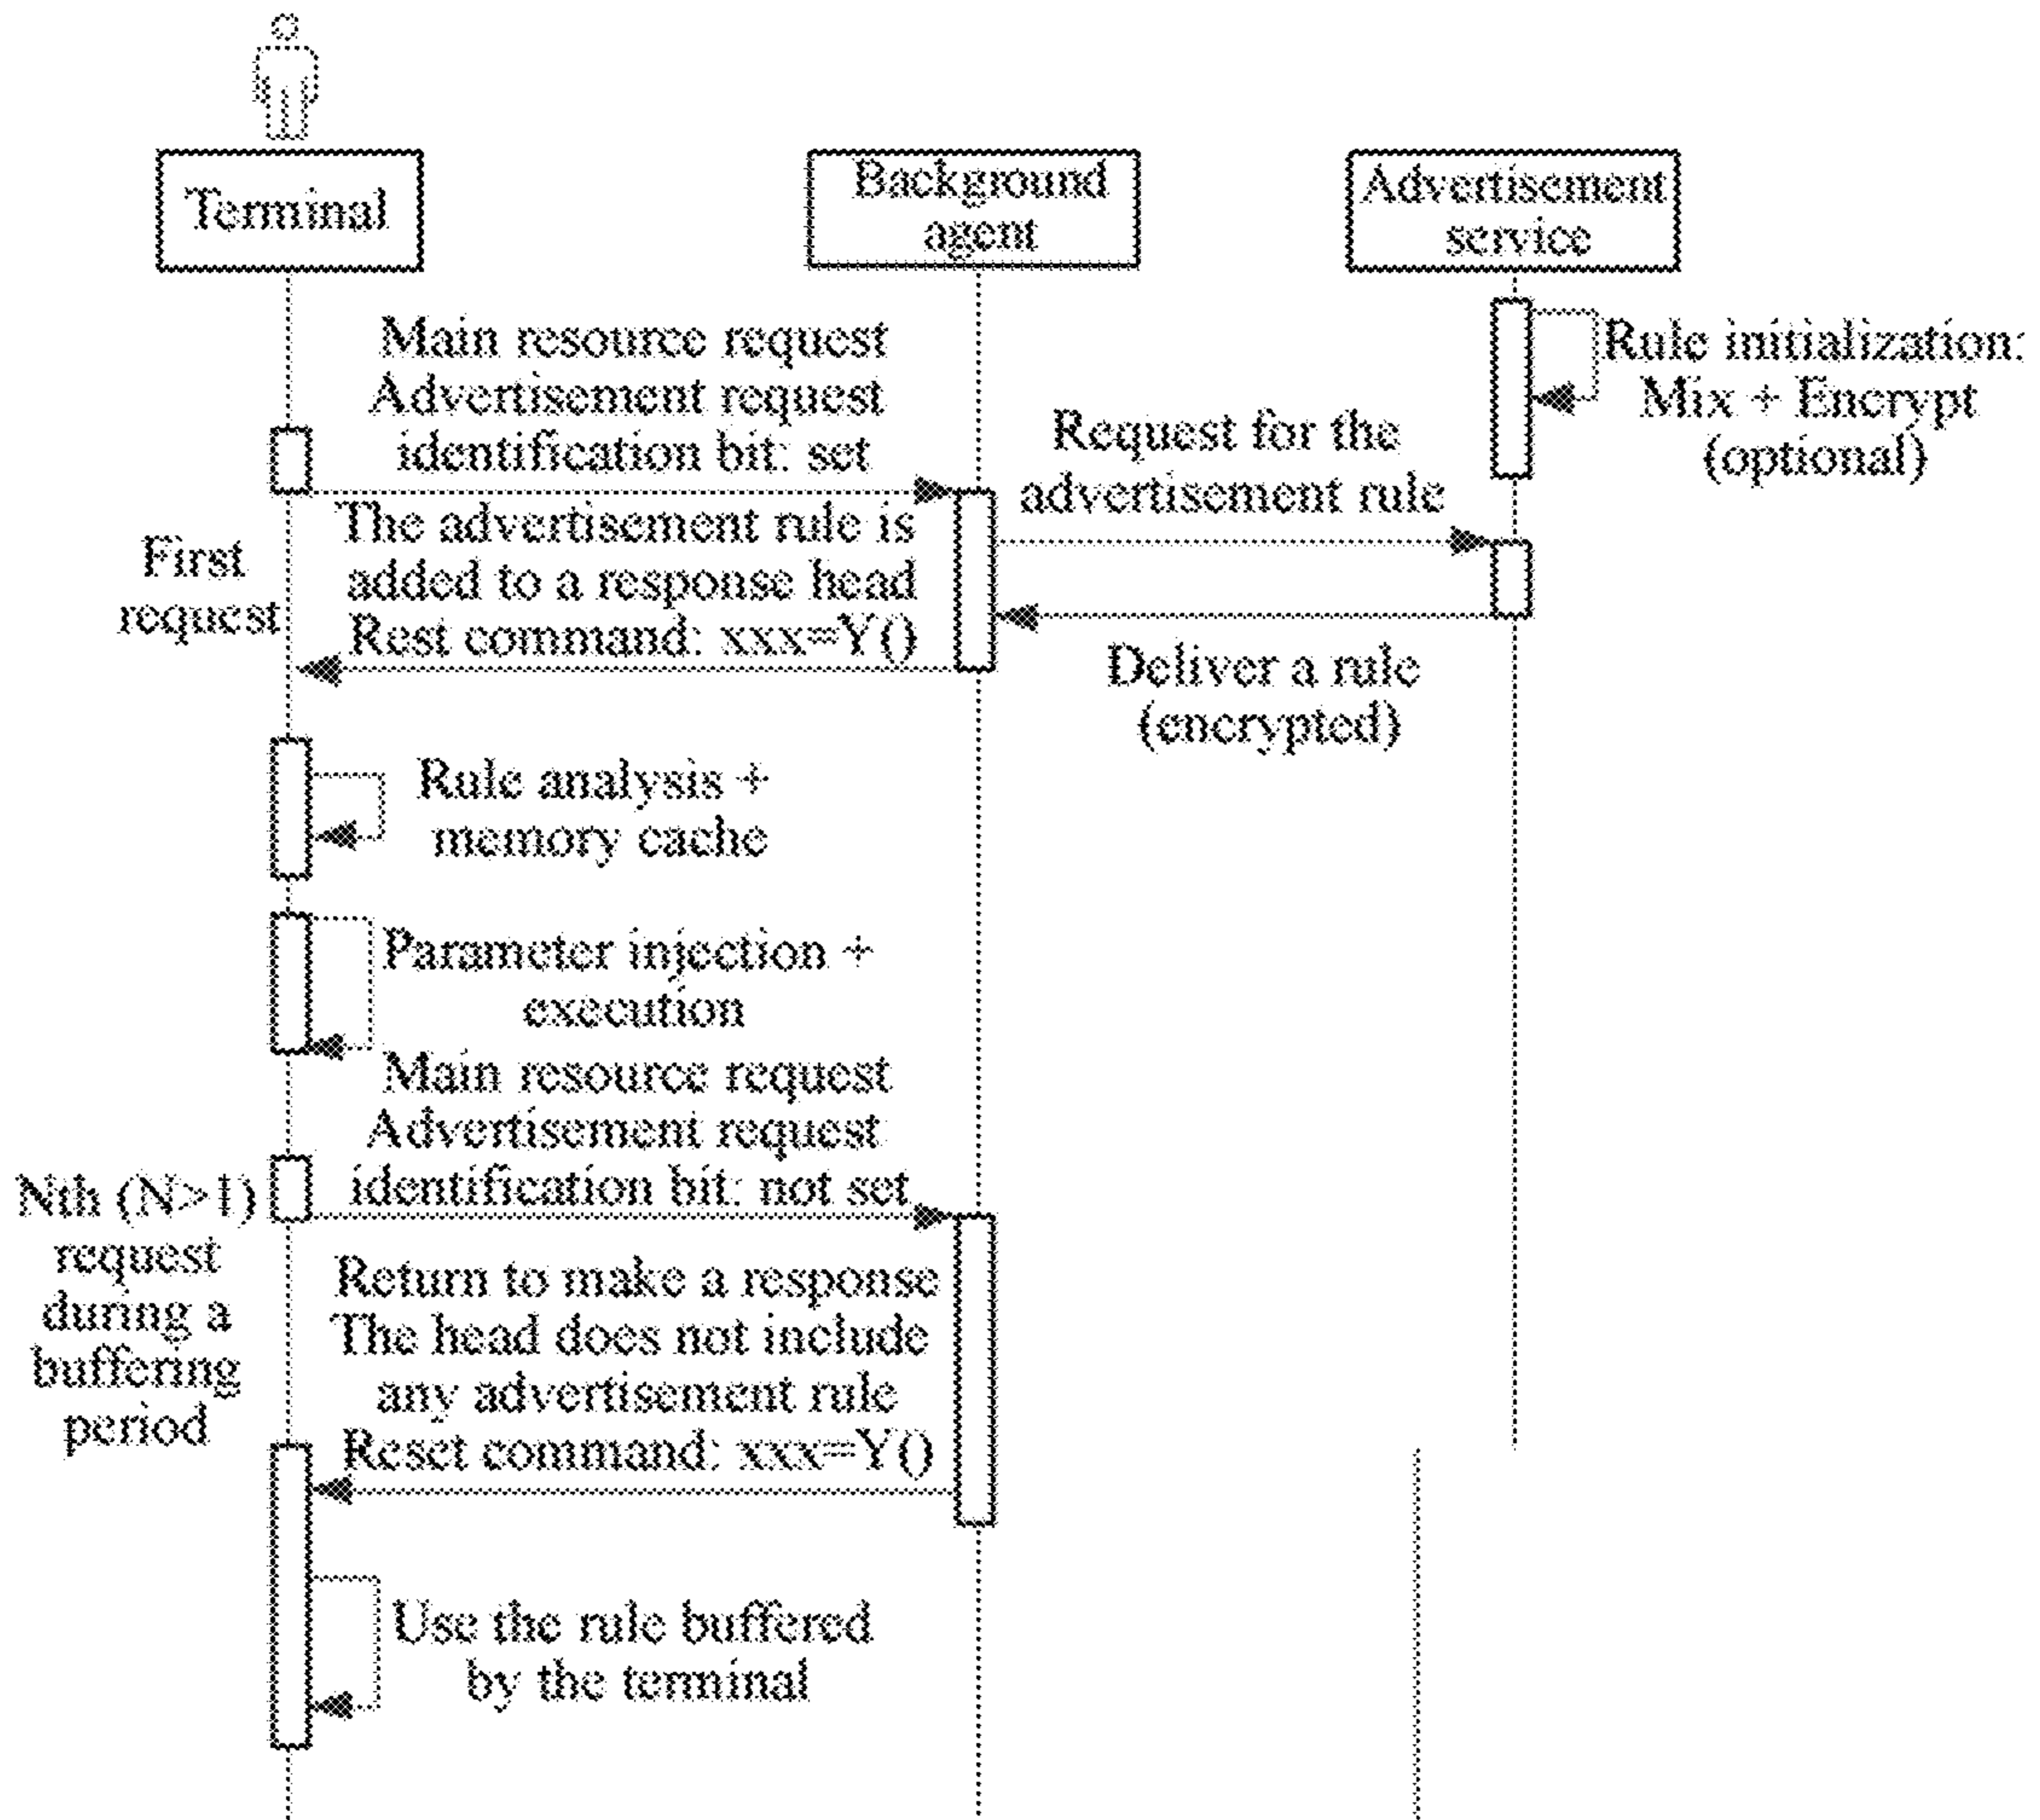 Terminal
Background
agent
Advertisement
service
Rule initialization:
Mix + Encrypt
(optional)
Main resource request
Advertisement request
identification bit: set
Request for the
advertisement rule
First
request
The advertisement rule is
added to a response head
Rest command: xxx=Y()
Deliver a rule
(encrypted)
Rule analysis +
memory cache
Parameter injection +
execution
Main resource request
Advertisement request
identification bit: not set
Nth (N>1)
request
during a
buffering
period
Return to make a response
The head does not include
any advertisement rule
Reset command: xxx=Y()
Use the rule buffered
by the terminal